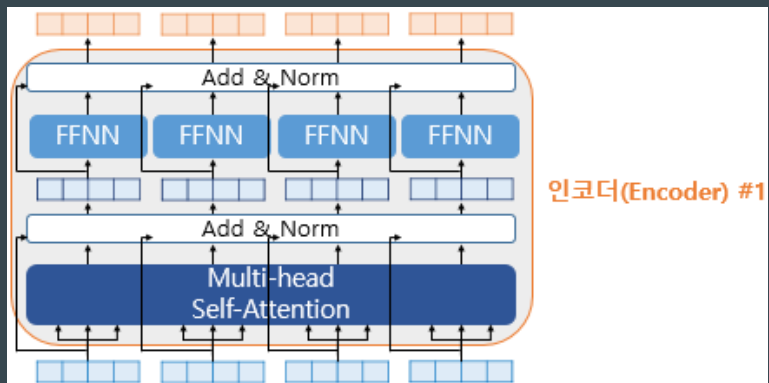 Add & Norm
FFNN FFNN FFNN FFNN
인코더(Encoder) #1
Add & Norm
Multi-head
Self-Attention